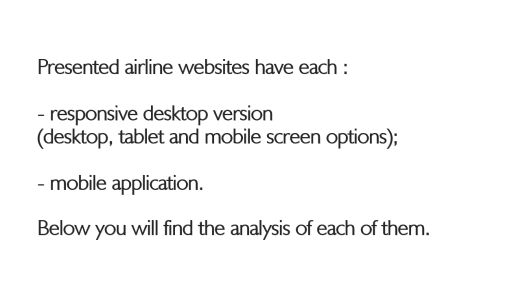 Presented airline websites have each :
- responsive desktop version
(desktop, tablet and mobile screen options);
- mobile application.
Below you will find the analysis of each of them.